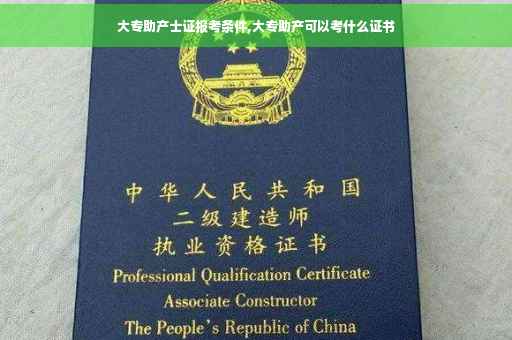 大专助产士证报考条件,大专助产可以考什么证书
中华人民共和国
二级建造师
执业资格证书
Professional Qualification Certificate
Associate Constructor
The People's Republic of China